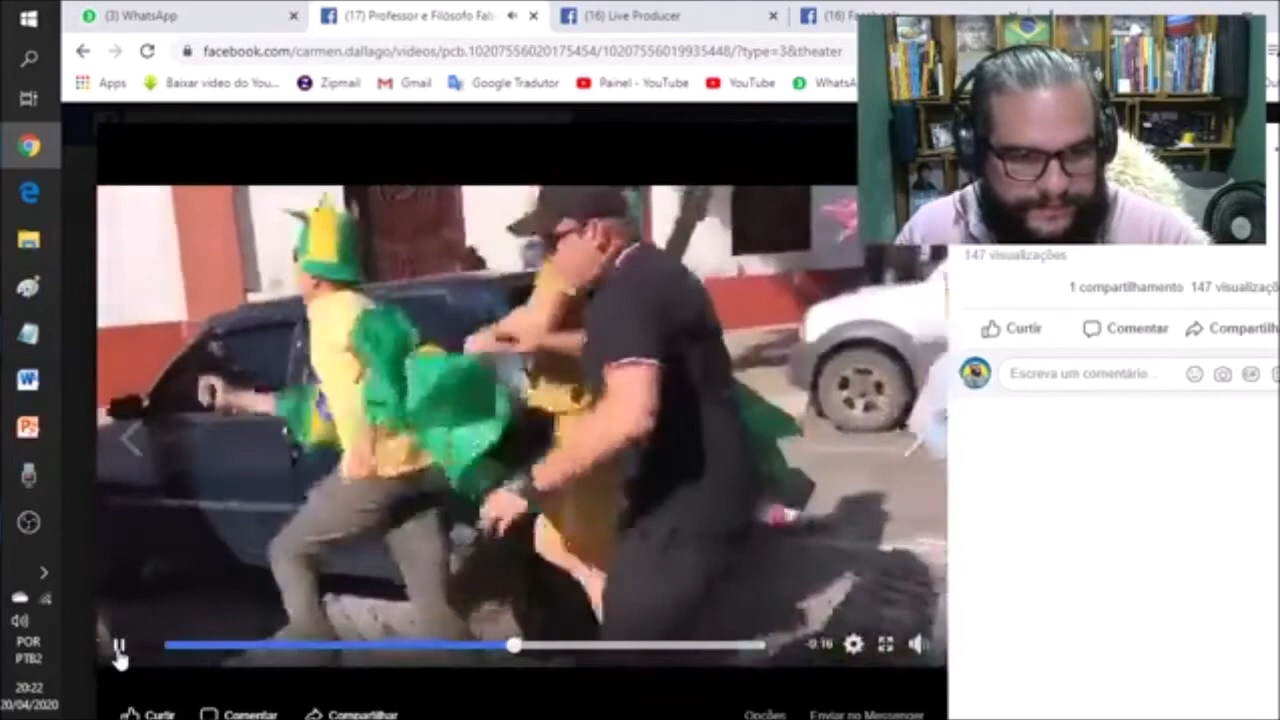 (3) WhatsApp
(17) Professor e Filósofo Fab
(16) Live Producer
(16)
facebook.com/carmen.dallago/videos/pcb.10207556020175454/10207556019935448/?type=3&theater
Apps
Baixar video do You...
Zipmail
Gmail
Google Tradutor
Painel - YouTube
YouTube
WhatsA
147 visualizações
1 compartilhamento 147 visualizaçõ
Curtir
Comentar
Compartilh
Escreva um comentário...
GIF
-0:16
Curtir
Comentar
Compartilhar
Opções
Enviar no Messenger
POR
PTB2
20:22
20/04/2020